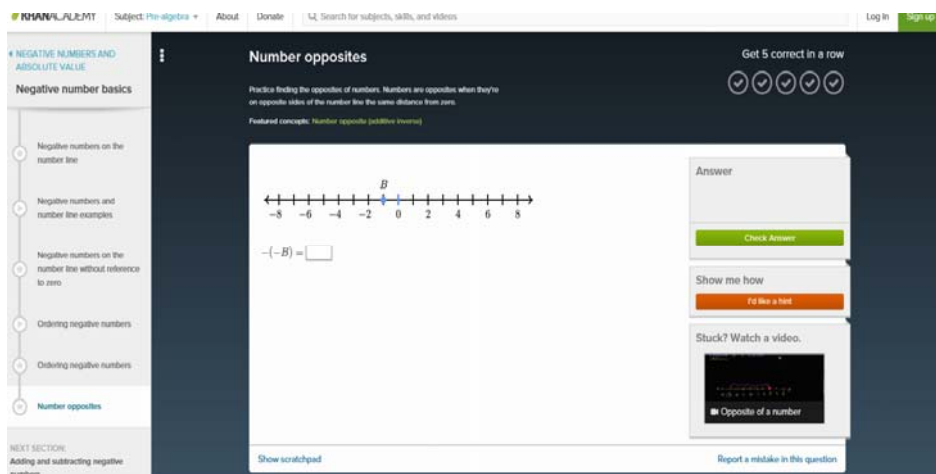 KHANACADEMY
Subject: Pre-algebra
About
Donate
Search for subjects, skills, and videos
Log In
Sign up
NEGATIVE NUMBERS AND
ABSOLUTE VALUE
Negative number basics
Negative numbers on the
number line
Negative numbers and
number line examples
Negative numbers on the
number line without reference
to zero
Ordering negative numbers
Ordering negative numbers
Number opposites
NEXT SECTION:
Adding and subtracting negative
Number opposites
Practice finding the opposites of numbers. Numbers are opposites when they're
on opposite sides of the number line the same distance from zero.
Featured concepts: Number opposite (additive inverse)
Get 5 correct in a row
B
−8 −6 −4 −2 0 2 4 6 8
−(−B) =
Answer
Check Answer
Show me how
I'd like a hint
Stuck? Watch a video.
Opposite of a number
Show scratchpad
Report a mistake in this question